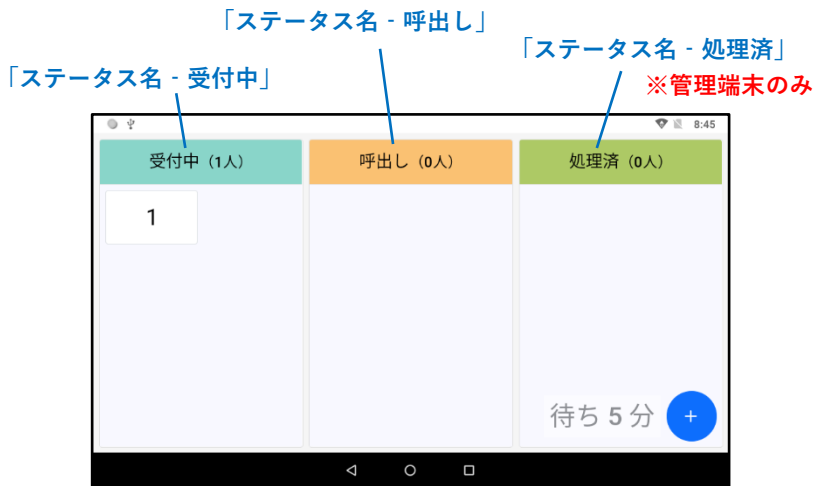 「ステータス名 - 呼出し」
「ステータス名 - 処理済」
「ステータス名 - 受付中」
※管理端末のみ
8:45
受付中（1人）
呼出し（0人）
処理済（0人）
1
待ち 5 分
+